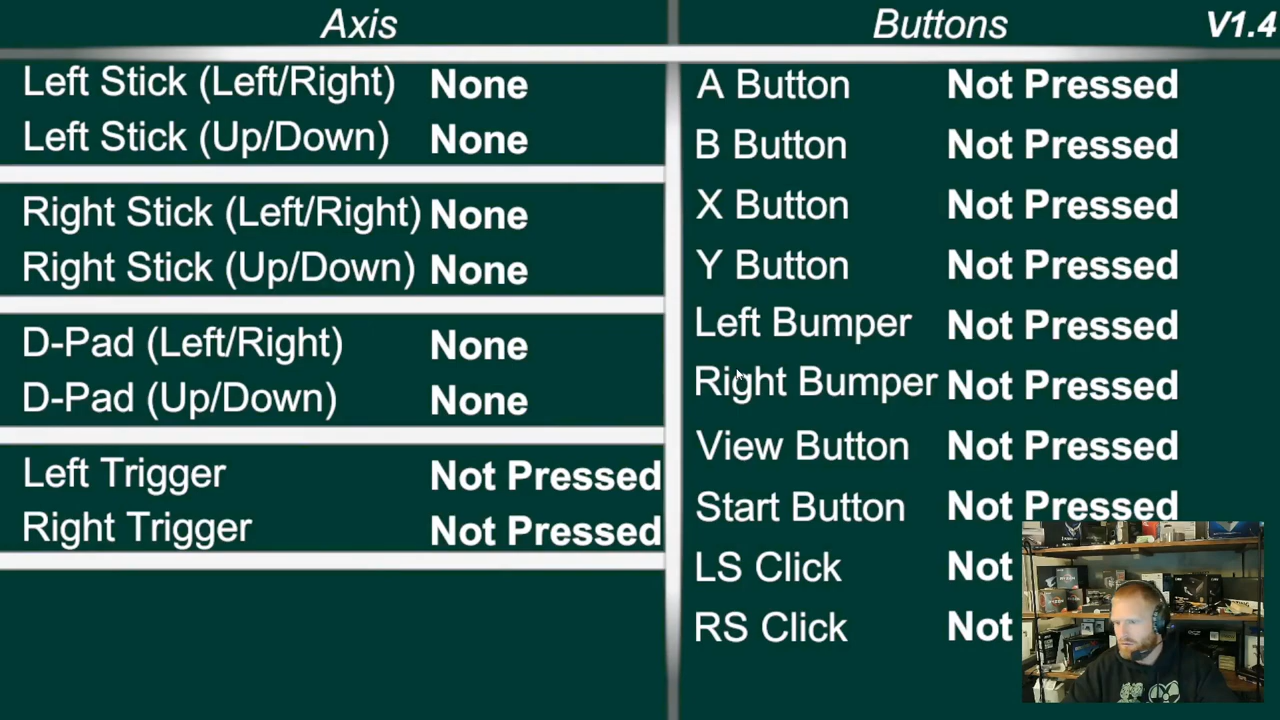 Axis
Left Stick (Left/Right) None
Left Stick (Up/Down) None
Right Stick (Left/Right) None
Right Stick (Up/Down) None
D-Pad (Left/Right) None
D-Pad (Up/Down) None
Left Trigger Not Pressed
Right Trigger Not Pressed
Buttons V1.4
A Button Not Pressed
B Button Not Pressed
X Button Not Pressed
Y Button Not Pressed
Left Bumper Not Pressed
Right Bumper Not Pressed
View Button Not Pressed
Start Button Not Pressed
LS Click Not
RS Click Not